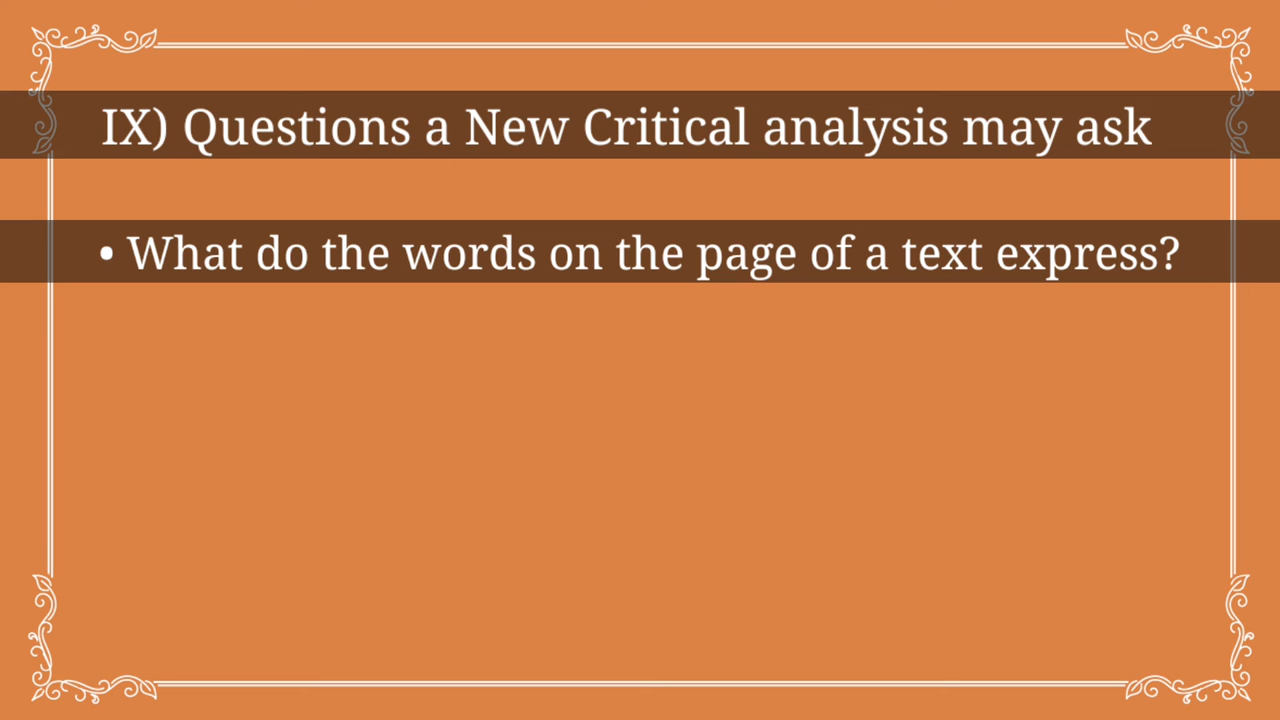 IX) Questions a New Critical analysis may ask
• What do the words on the page of a text express?